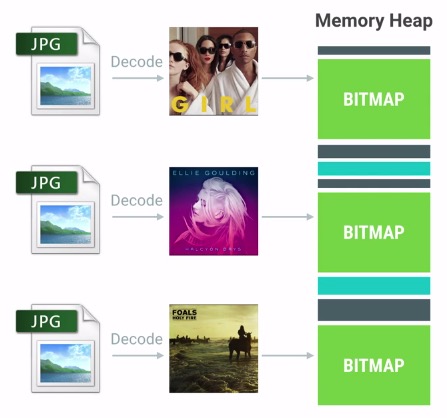 Memory Heap
JPG
Decode
GIRL
BITMAP
JPG
Decode
ELLIE GOULDING
HALCYON DAYS
BITMAP
JPG
Decode
FOALS
HOLY FIRE
BITMAP